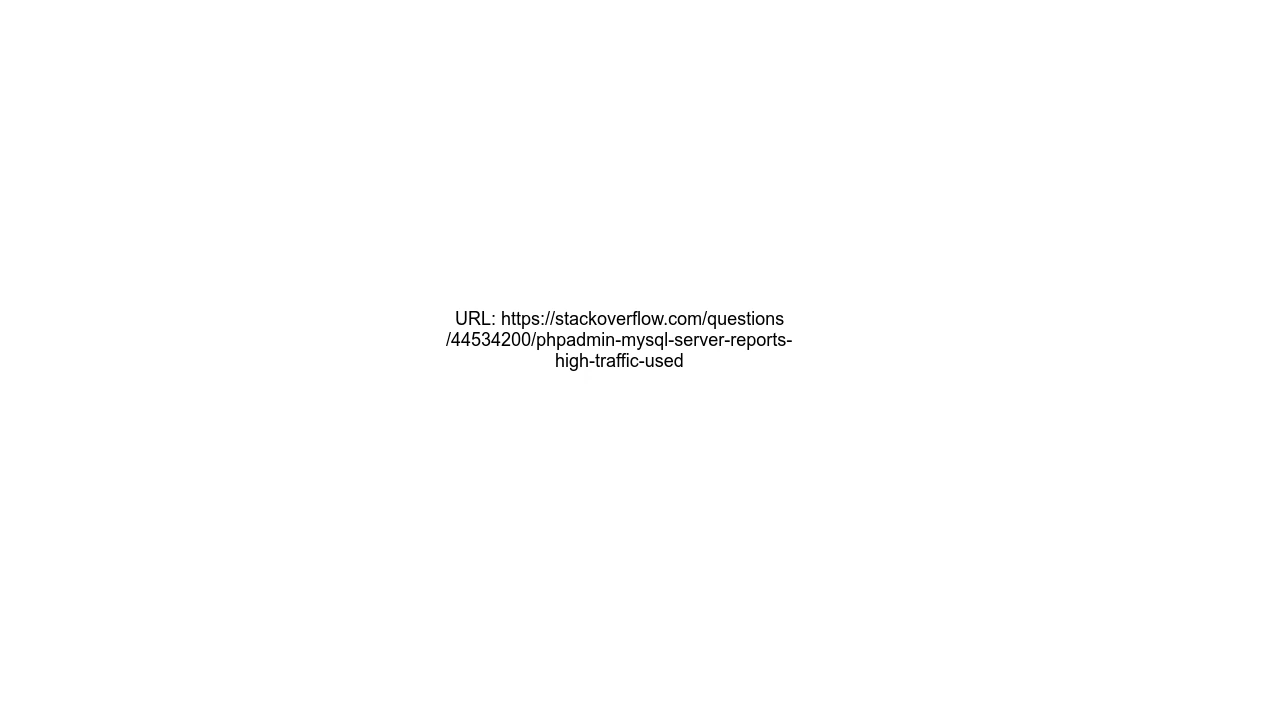 URL: https://stackoverflow.com/questions
/44534200/phpadmin-mysql-server-reports-
high-traffic-used